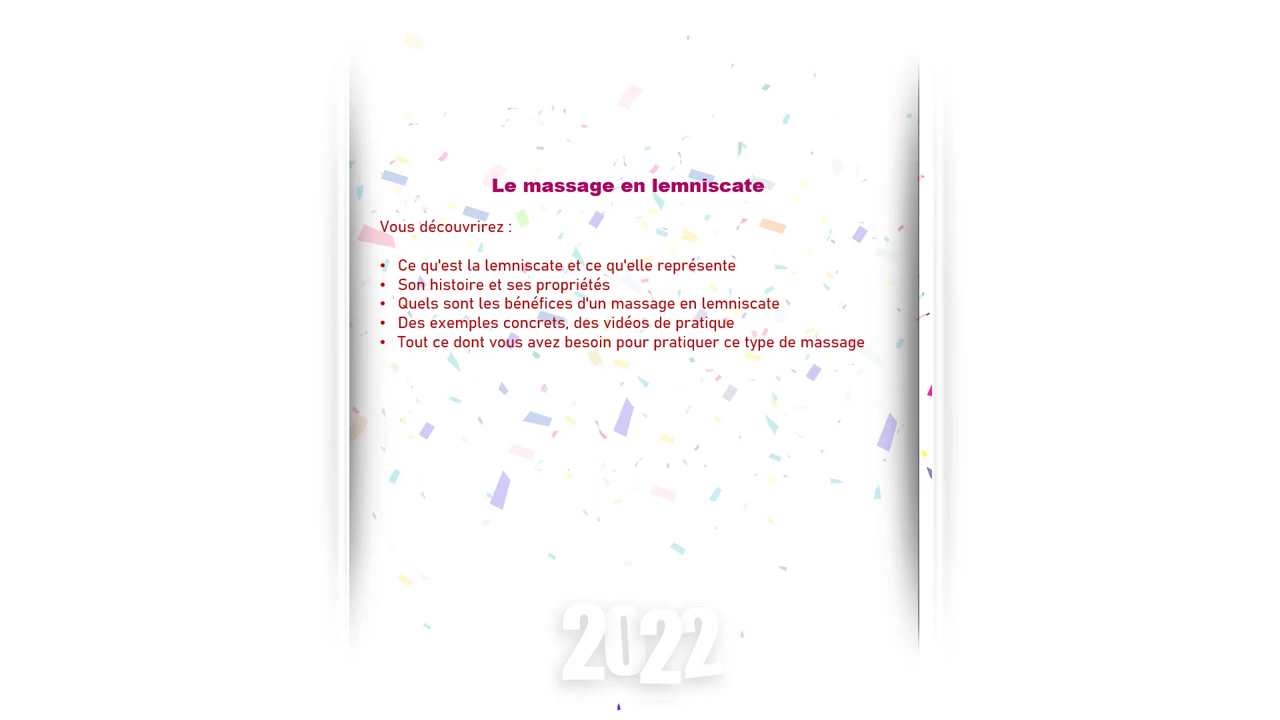 Le massage en lemniscate
Vous découvrirez :
• Ce qu'est la lemniscate et ce qu'elle représente
• Son histoire et ses propriétés
• Quels sont les bénéfices d'un massage en lemniscate
• Des exemples concrets, des vidéos de pratique
• Tout ce dont vous avez besoin pour pratiquer ce type de massage
2022